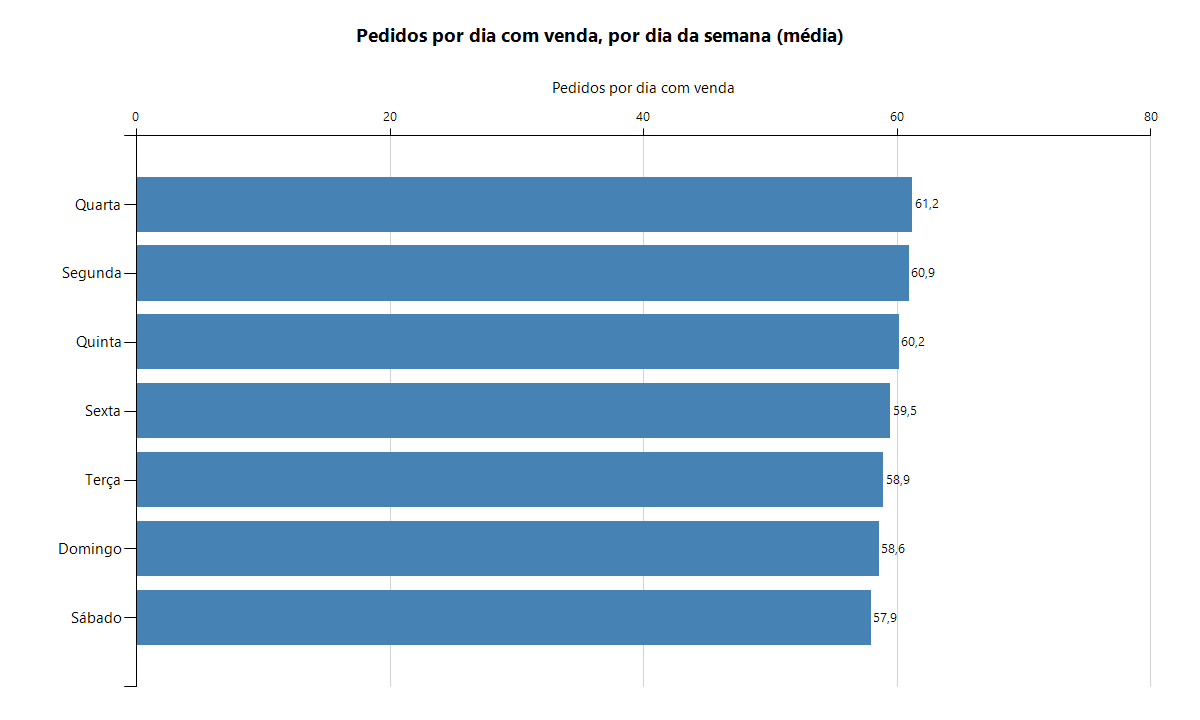 Pedidos por dia com venda, por dia da semana (média)
Pedidos por dia com venda
0 20 40 60 80
Quarta 61,2
Segunda 60,9
Quinta 60,2
Sexta 59,5
Terça 58,9
Domingo 58,6
Sábado 57,9